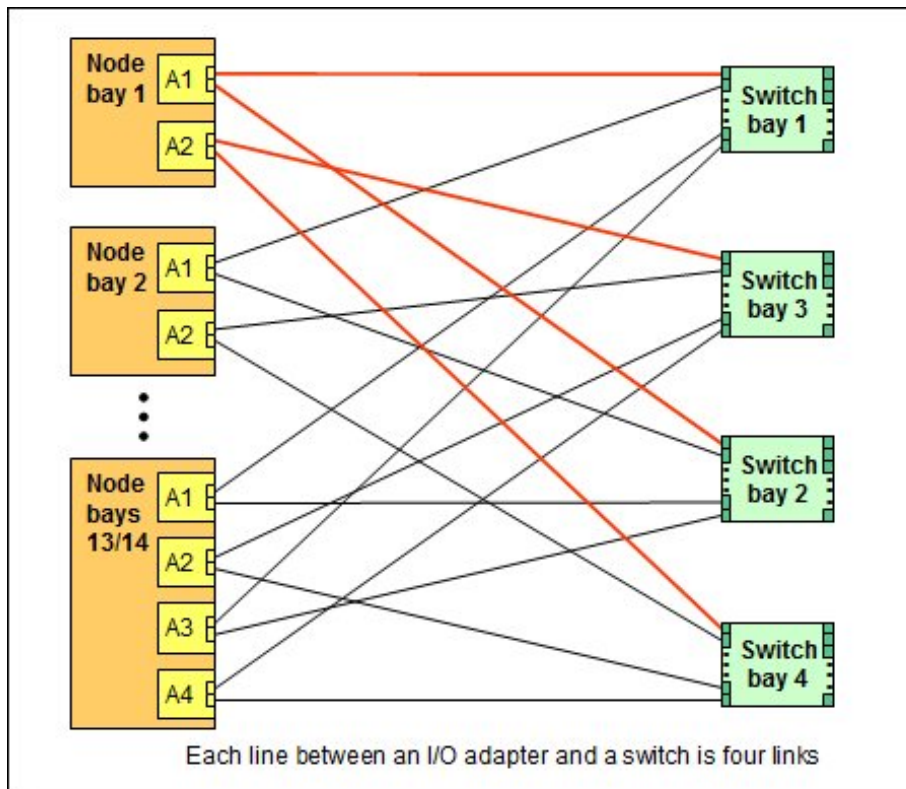 Node
bay 1
A1
A2
Node
bay 2
A1
A2
Node
bays
13/14
A1
A2
A3
A4
Switch
bay 1
Switch
bay 3
Switch
bay 2
Switch
bay 4
Each line between an I/O adapter and a switch is four links